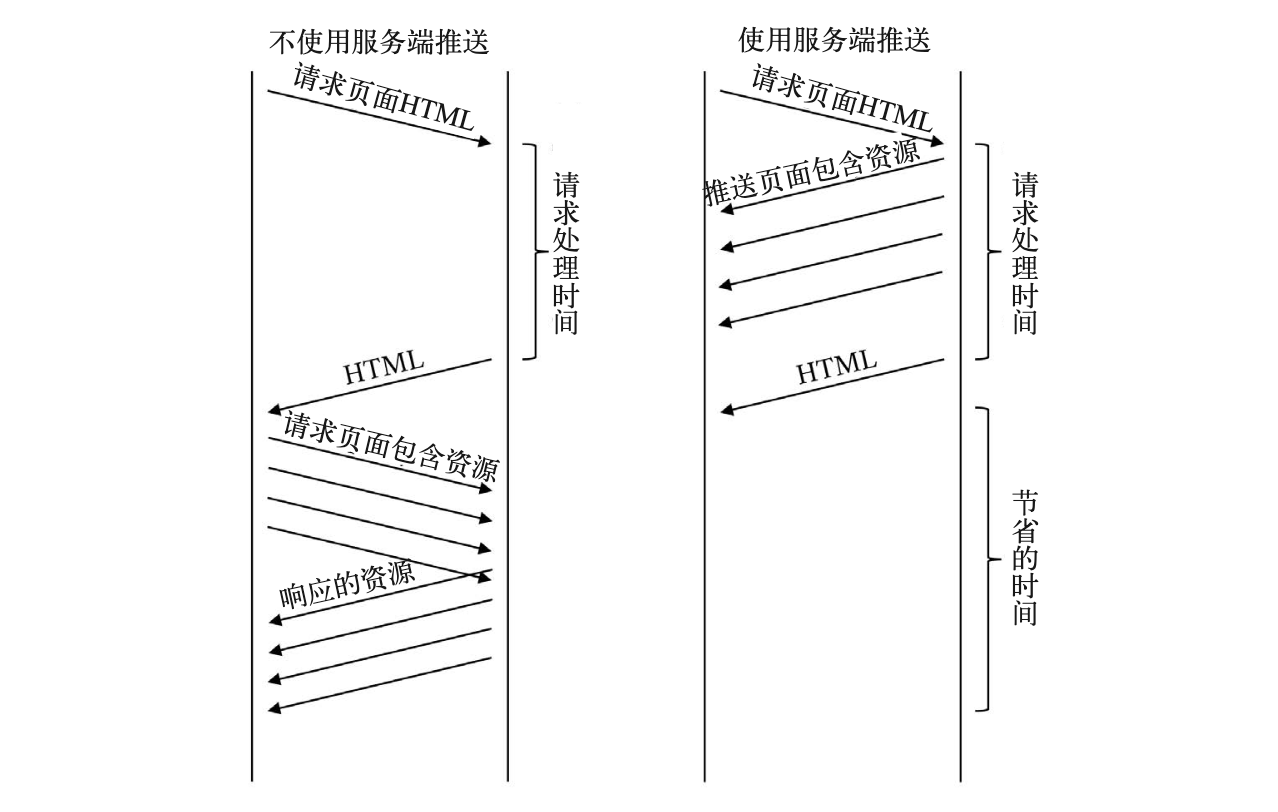 不使用服务端推送
请求页面HTML
请求处理时间
HTML
请求页面包含资源
响应的资源
使用服务端推送
请求页面HTML
推送页面包含资源
请求处理时间
HTML
节省的时间